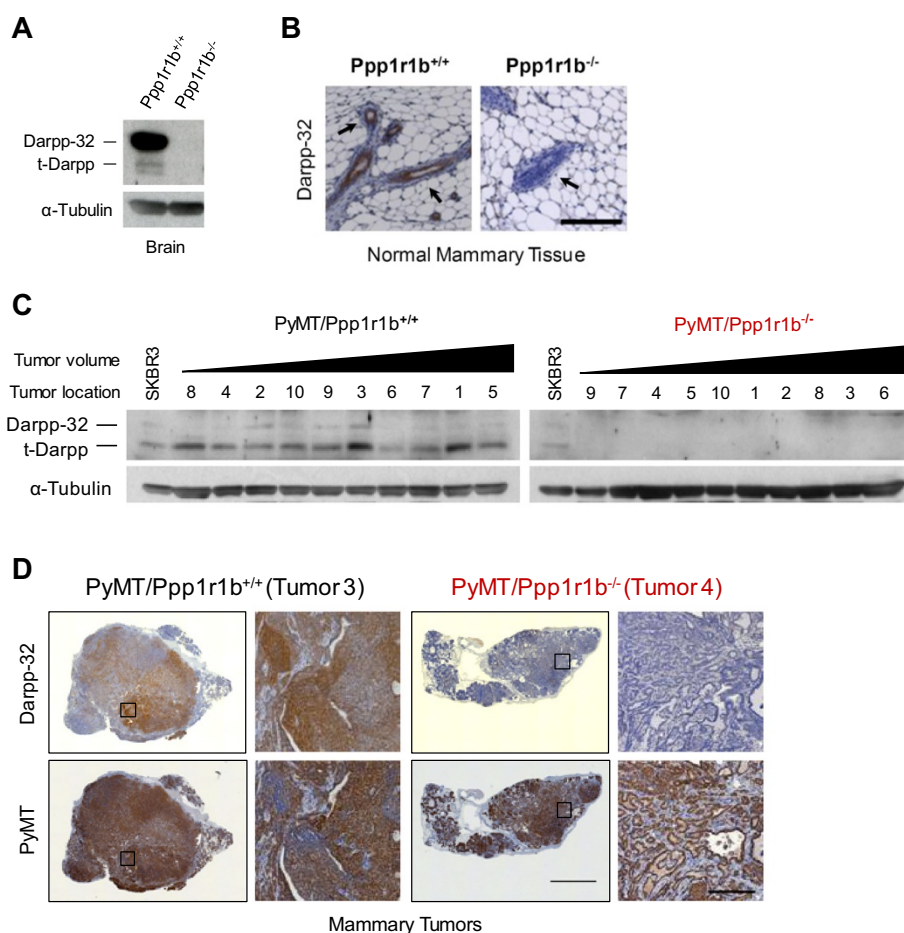 A
Ppp1r1b+/+
Ppp1r1b-/-
Darpp-32
t-Darpp
α-Tubulin
Brain
B
Ppp1r1b+/+ Ppp1r1b-/-
Darpp-32
Normal Mammary Tissue
C
PyMT/Ppp1r1b+/+ PyMT/Ppp1r1b-/-
Tumor volume
SKBR3 SKBR3
Tumor location 8 4 2 10 9 3 6 7 1 5 9 7 4 5 10 1 2 8 3 6
Darpp-32
t-Darpp
α-Tubulin
D
PyMT/Ppp1r1b+/+ (Tumor 3) PyMT/Ppp1r1b-/- (Tumor 4)
Darpp-32
PyMT
Mammary Tumors